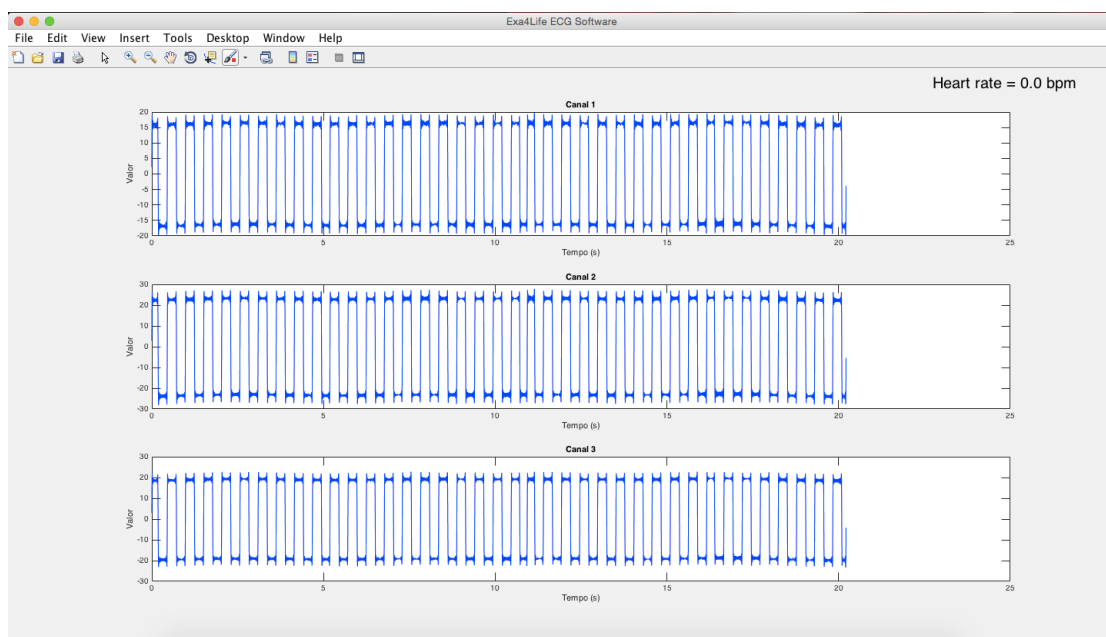 Exa4Life ECG Software
File Edit View Insert Tools Desktop Window Help
Heart rate = 0.0 bpm
Canal 1
Valor
20
15
10
5
0
-5
-10
-15
-20
0 5 10 15 20 25
Tempo (s)
Canal 2
Valor
30
20
10
0
-10
-20
-30
0 5 10 15 20 25
Tempo (s)
Canal 3
Valor
30
20
10
0
-10
-20
-30
0 5 10 15 20 25
Tempo (s)